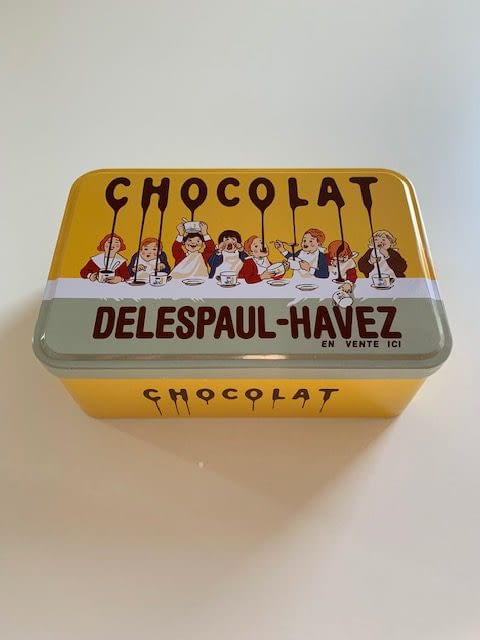 CHOCOLAT
DELESPAUL-HAVEZ
EN VENTE ICI
CHOCOLAT